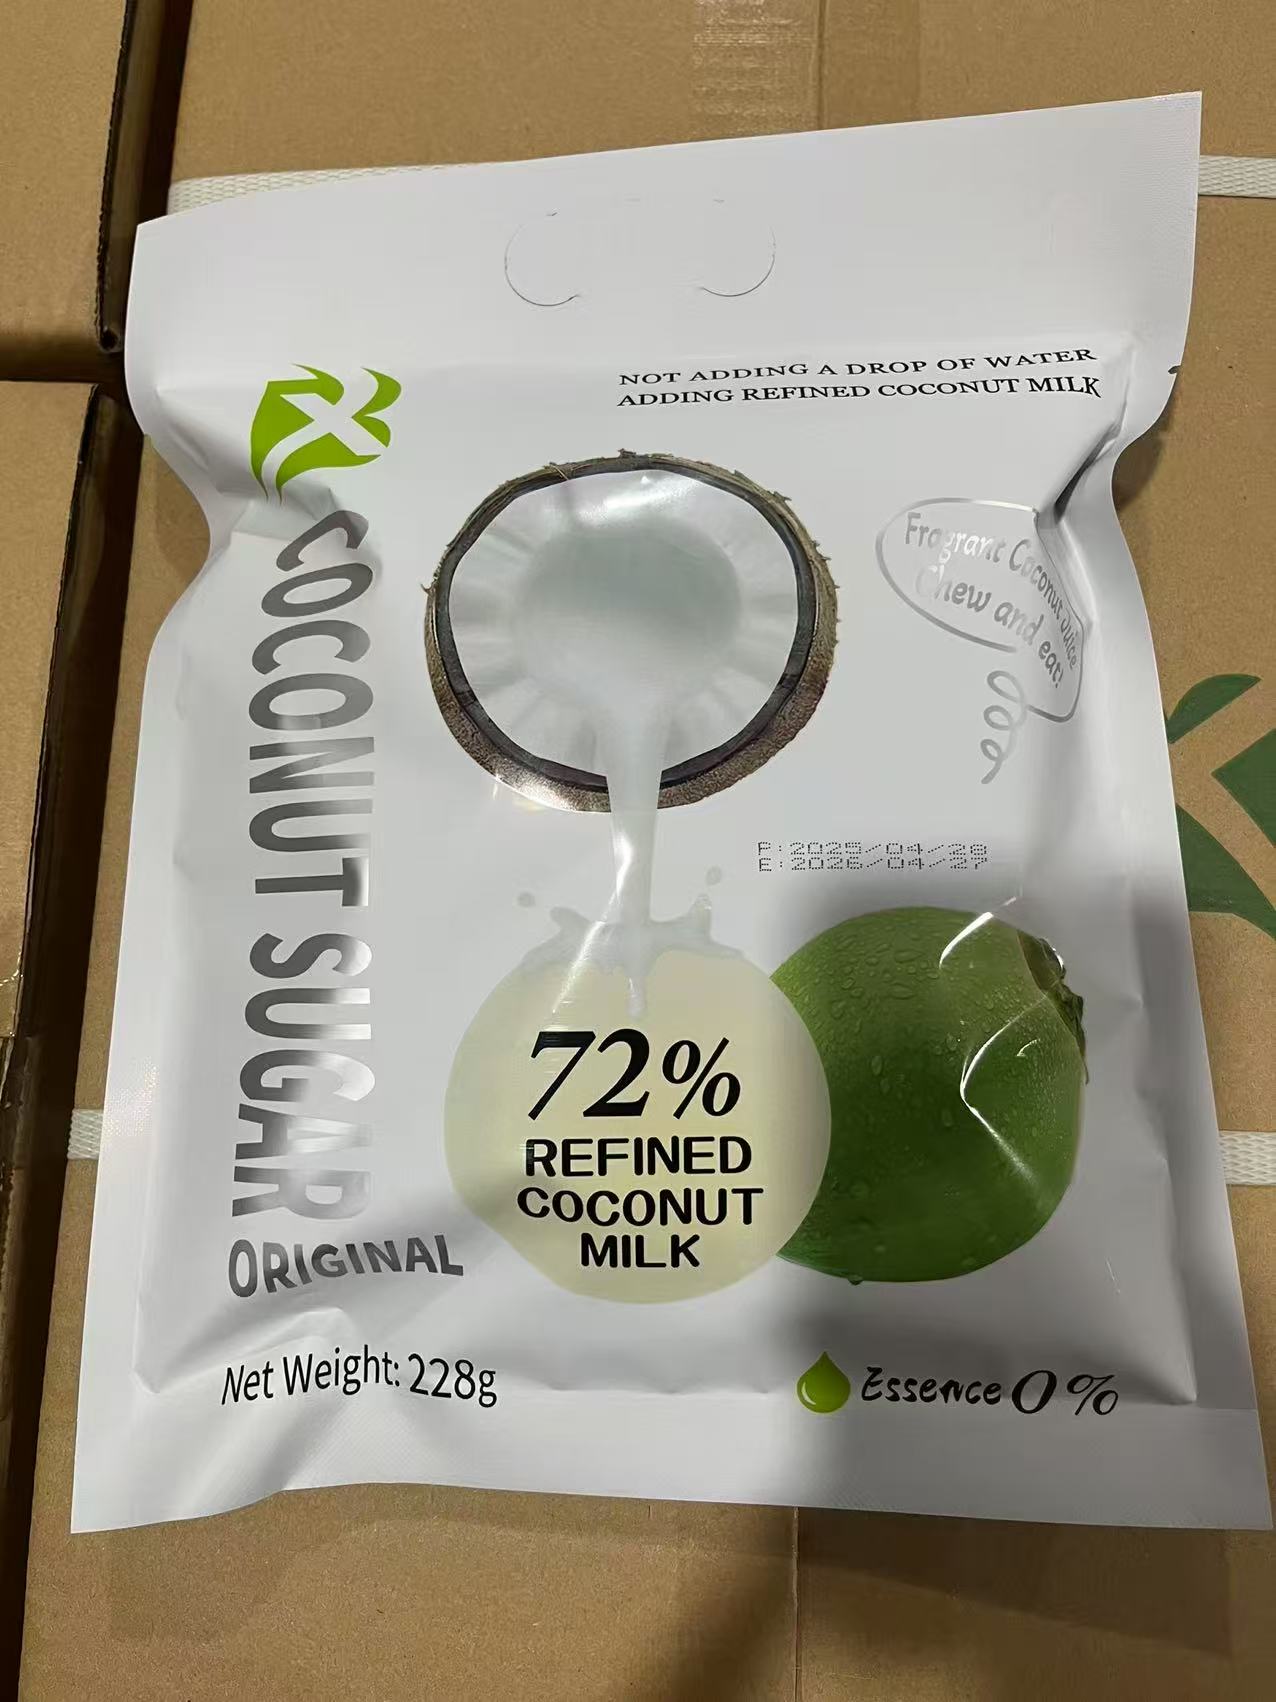 NOT ADDING A DROP OF WATER
ADDING REFINED COCONUT MILK
COCONUT SUGAR
ORIGINAL
Fragrant Coconut Juice
Chew and eat!
P:2025/04/28
E:2026/04/27
72%
REFINED
COCONUT
MILK
Net Weight: 228g
Essence 0%